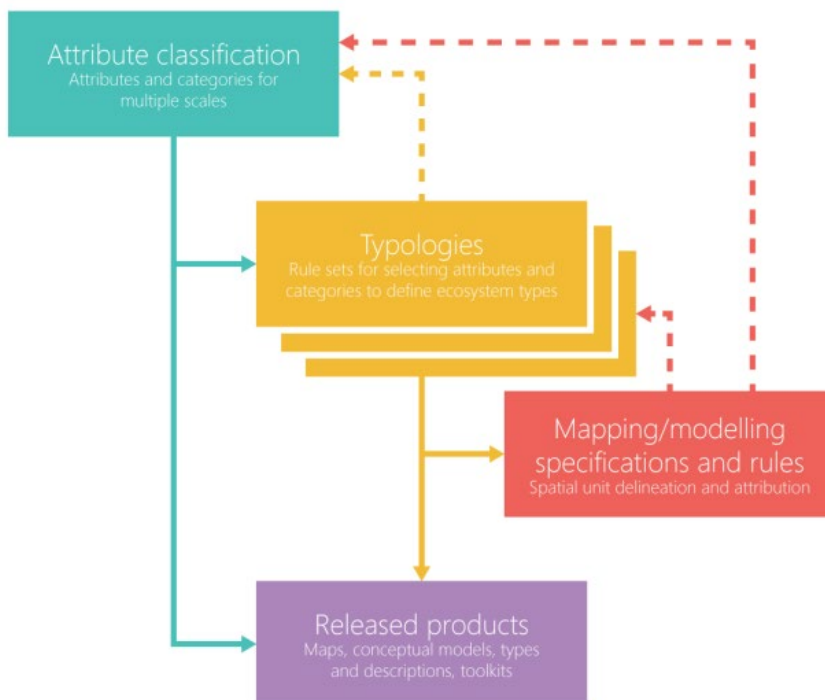 Attribute classification
Attributes and categories for
multiple scales
Typologies
Rule sets for selecting attributes and
categories to define ecosystem types
Mapping/modelling
specifications and rules
Spatial unit delineation and attribution
Released products
Maps, conceptual models, types
and descriptions, toolkits